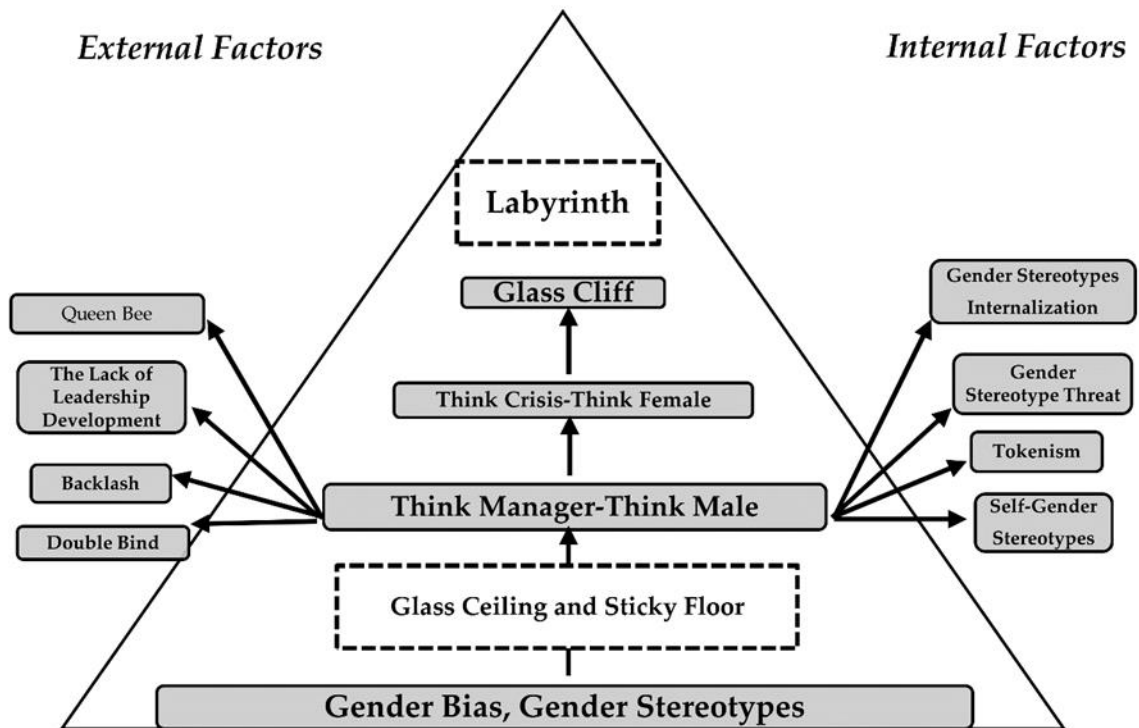 External Factors
Internal Factors
Labyrinth
Glass Cliff
Think Crisis-Think Female
Think Manager-Think Male
Glass Ceiling and Sticky Floor
Gender Bias, Gender Stereotypes
Queen Bee
The Lack of
Leadership
Development
Backlash
Double Bind
Gender Stereotypes
Internalization
Gender
Stereotype Threat
Tokenism
Self-Gender
Stereotypes